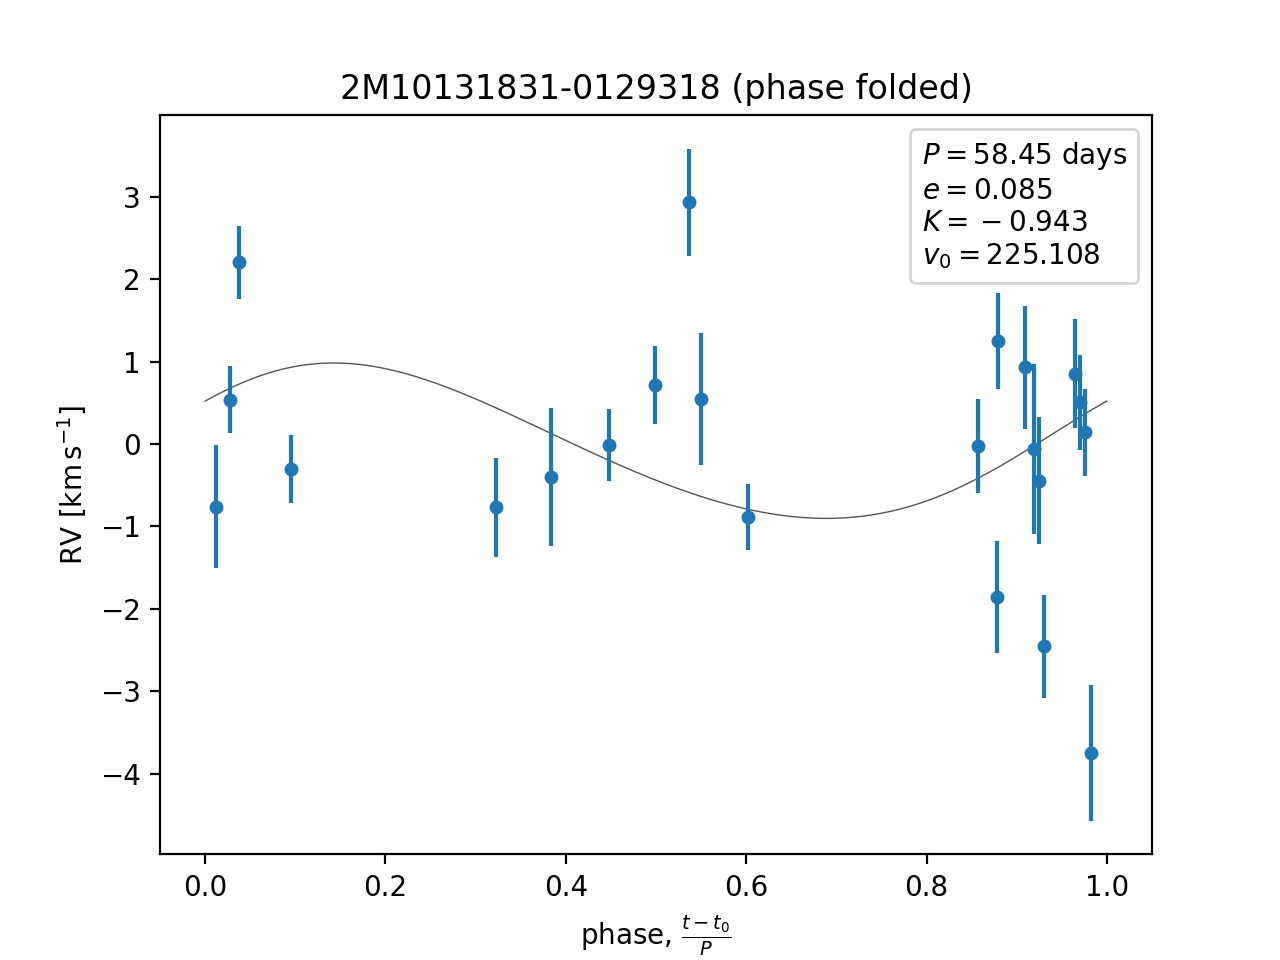 2M10131831-0129318 (phase folded)
P = 58.45 days
e = 0.085
K = −0.943
v₀ = 225.108
RV [km s⁻¹]
3
2
1
0
−1
−2
−3
−4
0.0 0.2 0.4 0.6 0.8 1.0
phase, (t − t₀)/P